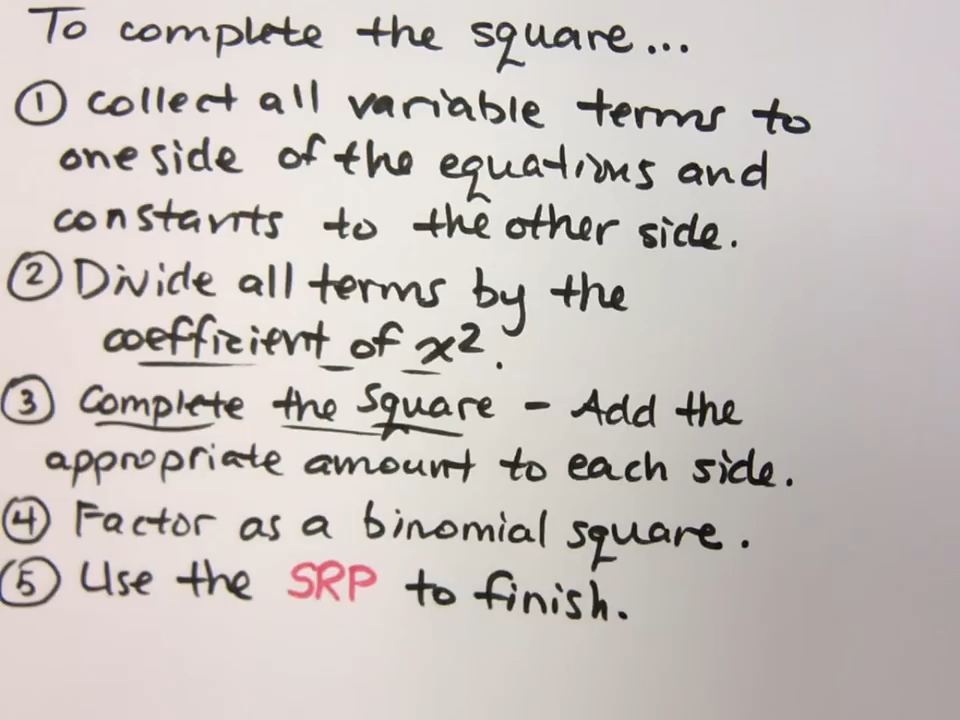 To complete the square...
① collect all variable terms to
one side of the equations and
constants to the other side.
② Divide all terms by the
coefficient of x².
③ Complete the Square - Add the
appropriate amount to each side.
④ Factor as a binomial square.
⑤ Use the SRP to finish.